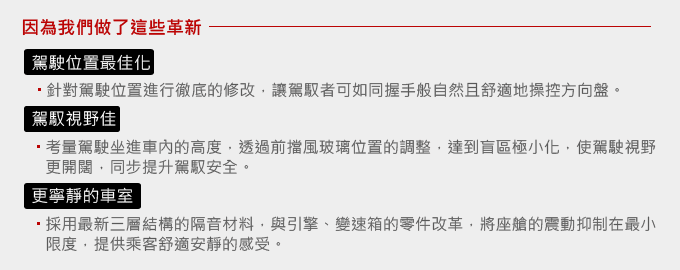 因為我們做了這些革新
駕駛位置最佳化
針對駕駛位置進行徹底的修改，讓駕馭者可如同握手般自然且舒適地操控方向盤。
駕馭視野佳
考量駕駛坐進車內的高度，透過前擋風玻璃位置的調整，達到盲區極小化，使駕駛視野
更開闊，同步提升駕馭安全。
更寧靜的車室
採用最新三層結構的隔音材料，與引擎、變速箱的零件改革，將座艙的震動抑制在最小
限度，提供乘客舒適安靜的感受。